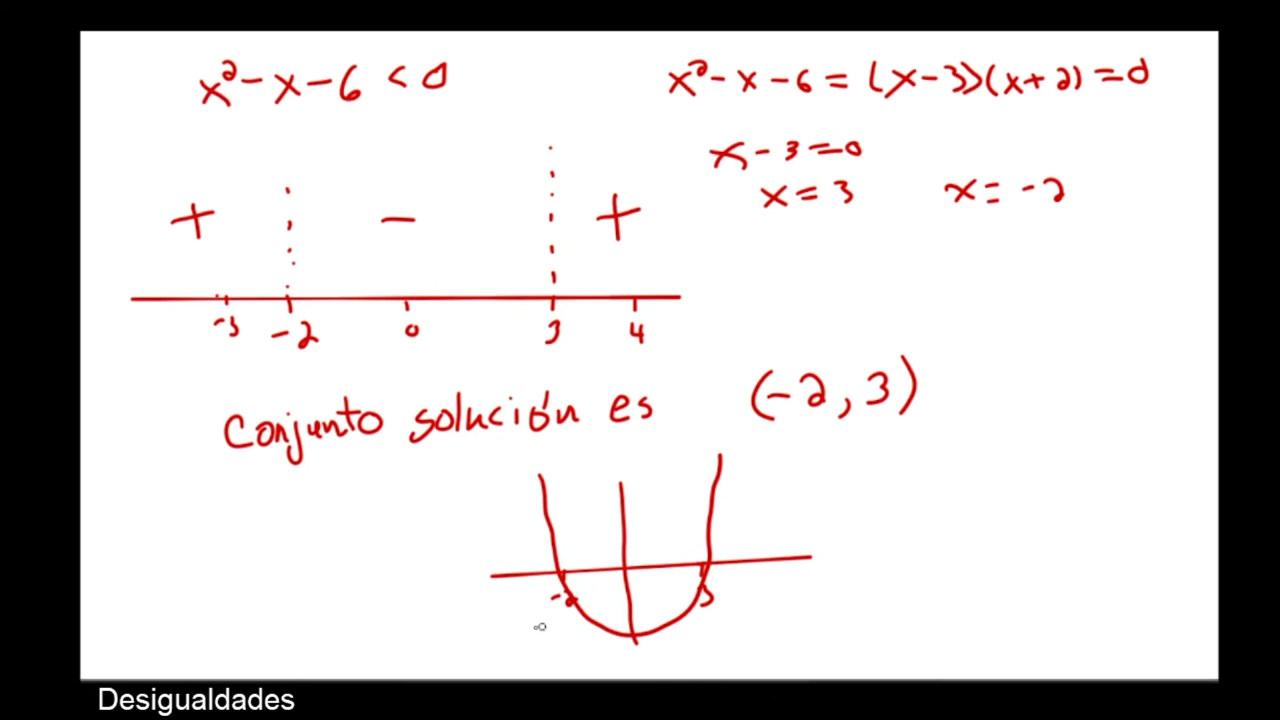 x² - x - 6 < 0
x² - x - 6 = (x - 3)(x + 2) = 0
x - 3 = 0
x = 3 x = -2
+ - +
-3 -2 0 3 4
Conjunto solución es (-2, 3)
-2 3
Desigualdades